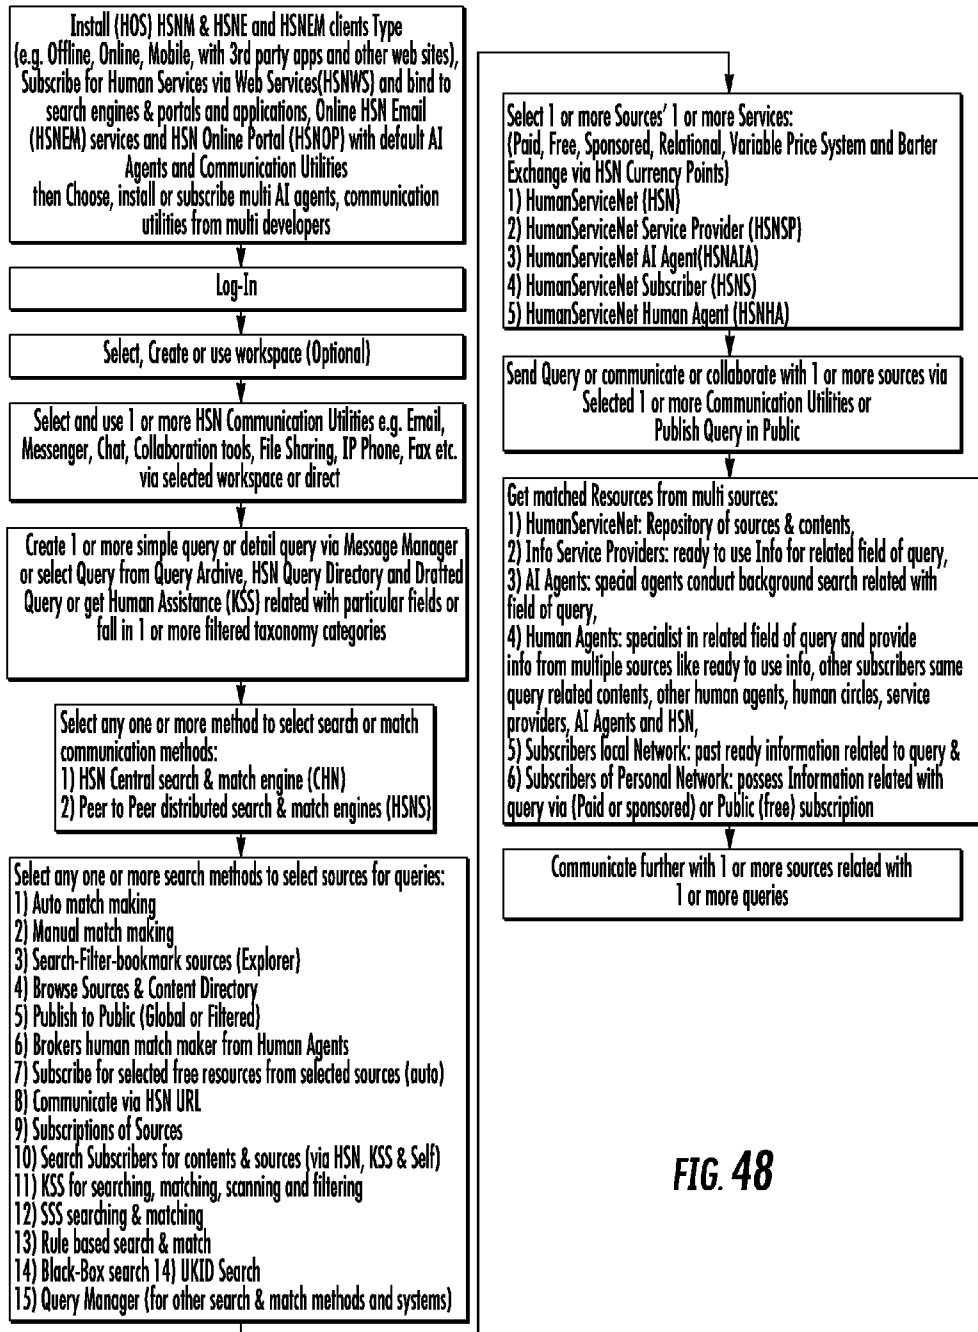 Install (HOS) HSNM & HSNE and HSNEM clients Type
(e.g. Offline, Online, Mobile, with 3rd party apps and other web sites),
Subscribe for Human Services via Web Services(HSNWS) and bind to
search engines & portals and applications, Online HSN Email
(HSNEM) services and HSN Online Portal (HSNOP) with default AI
Agents and Communication Utilities
then Choose, install or subscribe multi AI agents, communication
utilities from multi developers
Log-In
Select, Create or use workspace (Optional)
Select and use 1 or more HSN Communication Utilities e.g. Email,
Messenger, Chat, Collaboration tools, File Sharing, IP Phone, Fax etc.
via selected workspace or direct
Create 1 or more simple query or detail query via Message Manager
or select Query from Query Archive, HSN Query Directory and Drafted
Query or get Human Assistance (KSS) related with particular fields or
fall in 1 or more filtered taxonomy categories
Select any one or more method to select search or match
communication methods:
1) HSN Central search & match engine (CHN)
2) Peer to Peer distributed search & match engines (HSNS)
Select any one or more search methods to select sources for queries:
1) Auto match making
2) Manual match making
3) Search-Filter-bookmark sources (Explorer)
4) Browse Sources & Content Directory
5) Publish to Public (Global or Filtered)
6) Brokers human match maker from Human Agents
7) Subscribe for selected free resources from selected sources (auto)
8) Communicate via HSN URL
9) Subscriptions of Sources
10) Search Subscribers for contents & sources (via HSN, KSS & Self)
11) KSS for searching, matching, scanning and filtering
12) SSS searching & matching
13) Rule based search & match
14) Black-Box search 14) UKID Search
15) Query Manager (for other search & match methods and systems)
Select 1 or more Sources' 1 or more Services:
(Paid, Free, Sponsored, Relational, Variable Price System and Barter
Exchange via HSN Currency Points)
1) HumanServiceNet (HSN)
2) HumanServiceNet Service Provider (HSNSP)
3) HumanServiceNet AI Agent(HSNAIA)
4) HumanServiceNet Subscriber (HSNS)
5) HumanServiceNet Human Agent (HSNHA)
Send Query or communicate or collaborate with 1 or more sources via
Selected 1 or more Communication Utilities or
Publish Query in Public
Get matched Resources from multi sources:
1) HumanServiceNet: Repository of sources & contents,
2) Info Service Providers: ready to use Info for related field of query,
3) AI Agents: special agents conduct background search related with
field of query,
4) Human Agents: specialist in related field of query and provide
info from multiple sources like ready to use info, other subscribers same
query related contents, other human agents, human circles, service
providers, AI Agents and HSN,
5) Subscribers local Network: past ready information related to query &
6) Subscribers of Personal Network: possess Information related with
query via (Paid or sponsored) or Public (free) subscription
Communicate further with 1 or more sources related with
1 or more queries
FIG. 48